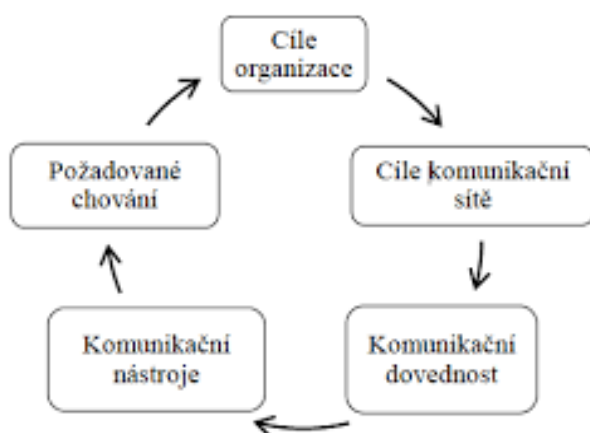 Cíle
organizace
Požadované
chování
Cíle komunikační
sítě
Komunikační
nástroje
Komunikační
dovednost